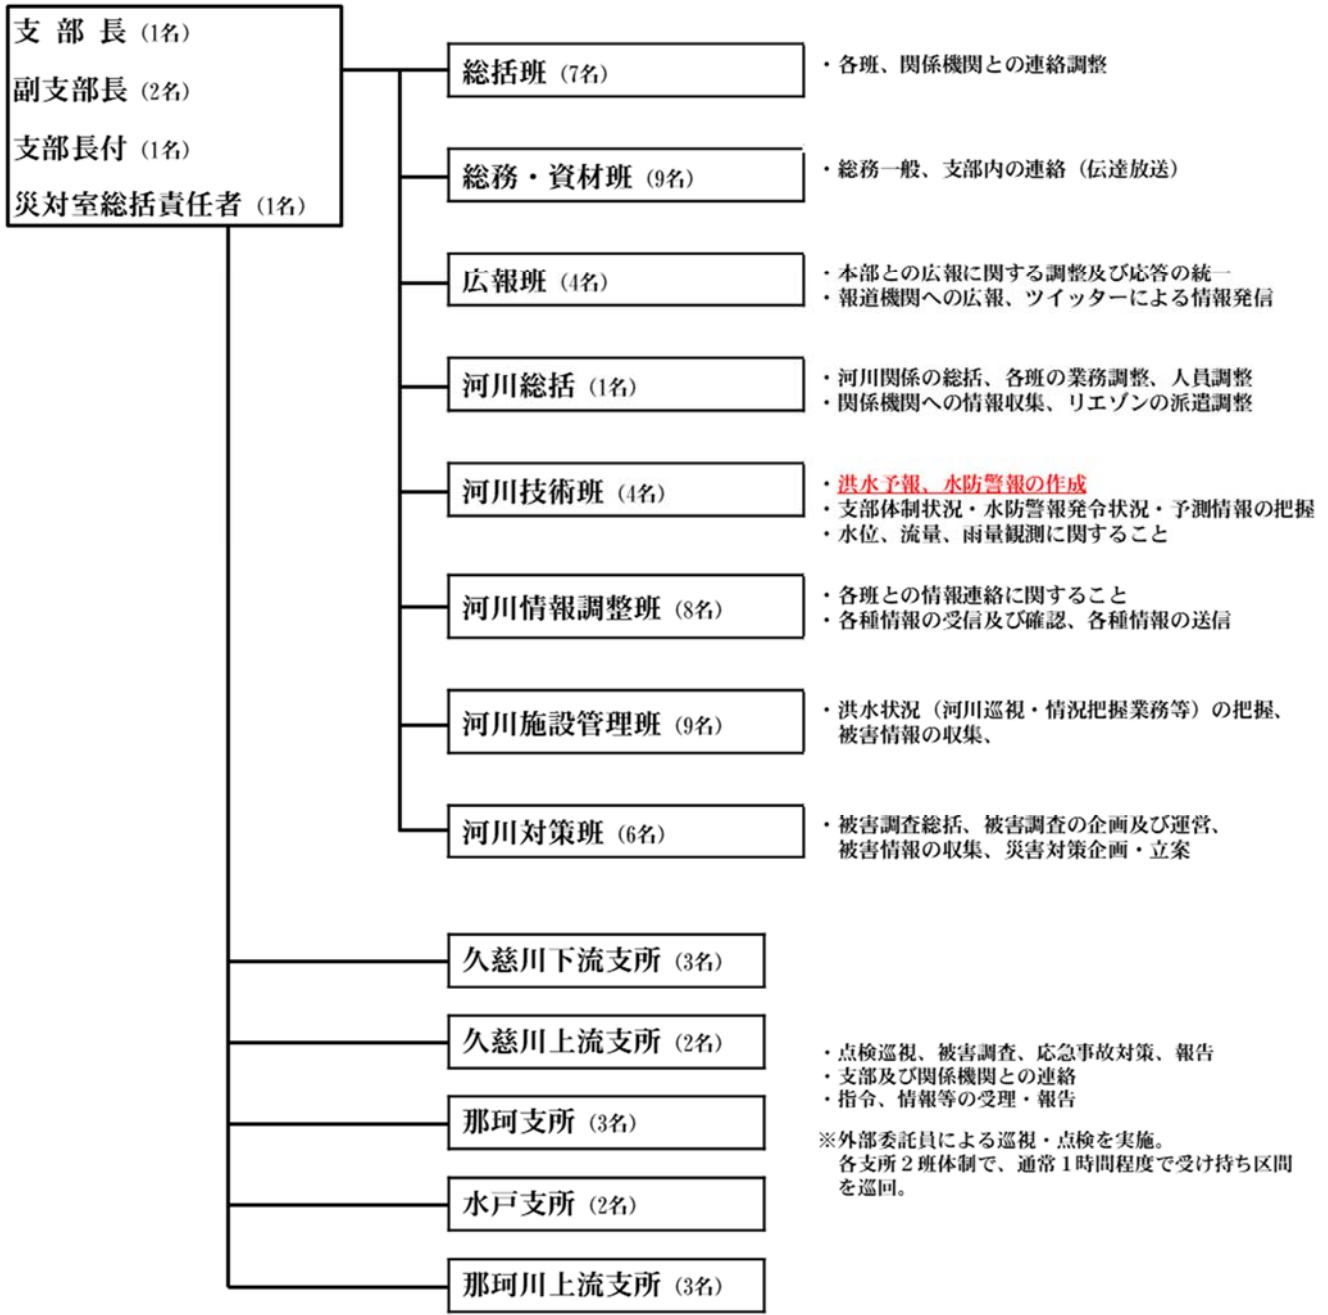 支 部 長 (1名)
副支部長 (2名)
支部長付 (1名)
災対室総括責任者 (1名)
総括班 (7名)
・各班、関係機関との連絡調整
総務・資材班 (9名)
・総務一般、支部内の連絡（伝達放送）
広報班 (4名)
・本部との広報に関する調整及び応答の統一
・報道機関への広報、ツイッターによる情報発信
河川総括 (1名)
・河川関係の総括、各班の業務調整、人員調整
・関係機関への情報収集、リエゾンの派遣調整
河川技術班 (4名)
・洪水予報、水防警報の作成
・支部体制状況・水防警報発令状況・予測情報の把握
・水位、流量、雨量観測に関すること
河川情報調整班 (8名)
・各班との情報連絡に関すること
・各種情報の受信及び確認、各種情報の送信
河川施設管理班 (9名)
・洪水状況（河川巡視・情況把握業務等）の把握、
被害情報の収集、
河川対策班 (6名)
・被害調査総括、被害調査の企画及び運営、
被害情報の収集、災害対策企画・立案
久慈川下流支所 (3名)
久慈川上流支所 (2名)
那珂支所 (3名)
水戸支所 (2名)
那珂川上流支所 (3名)
・点検巡視、被害調査、応急事故対策、報告
・支部及び関係機関との連絡
・指令、情報等の受理・報告
※外部委託員による巡視・点検を実施。
各支所２班体制で、通常１時間程度で受け持ち区間
を巡回。